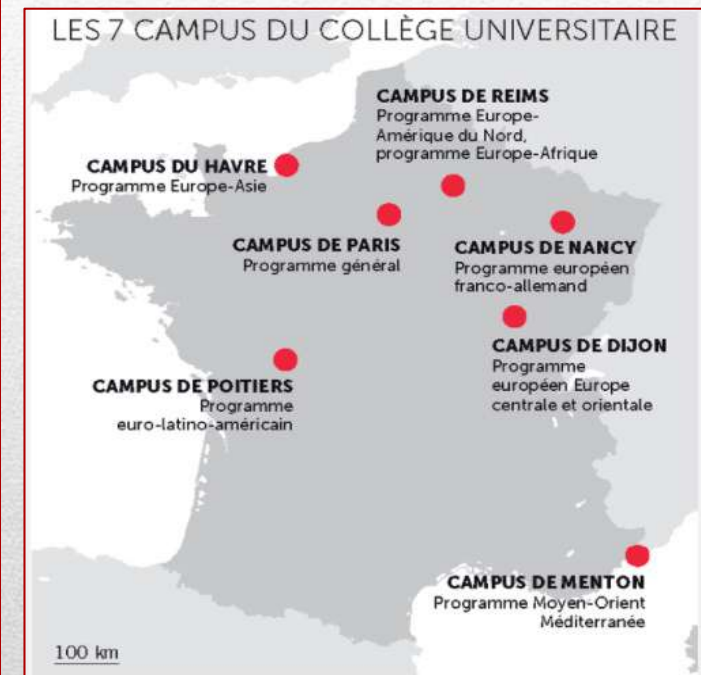 LES 7 CAMPUS DU COLLÈGE UNIVERSITAIRE
CAMPUS DE REIMS
Programme Europe-
Amérique du Nord,
programme Europe-Afrique
CAMPUS DU HAVRE
Programme Europe-Asie
CAMPUS DE PARIS
Programme général
CAMPUS DE NANCY
Programme européen
franco-allemand
CAMPUS DE DIJON
Programme
européen Europe
centrale et orientale
CAMPUS DE POITIERS
Programme
euro-latino-américain
CAMPUS DE MENTON
Programme Moyen-Orient
Méditerranée
100 km